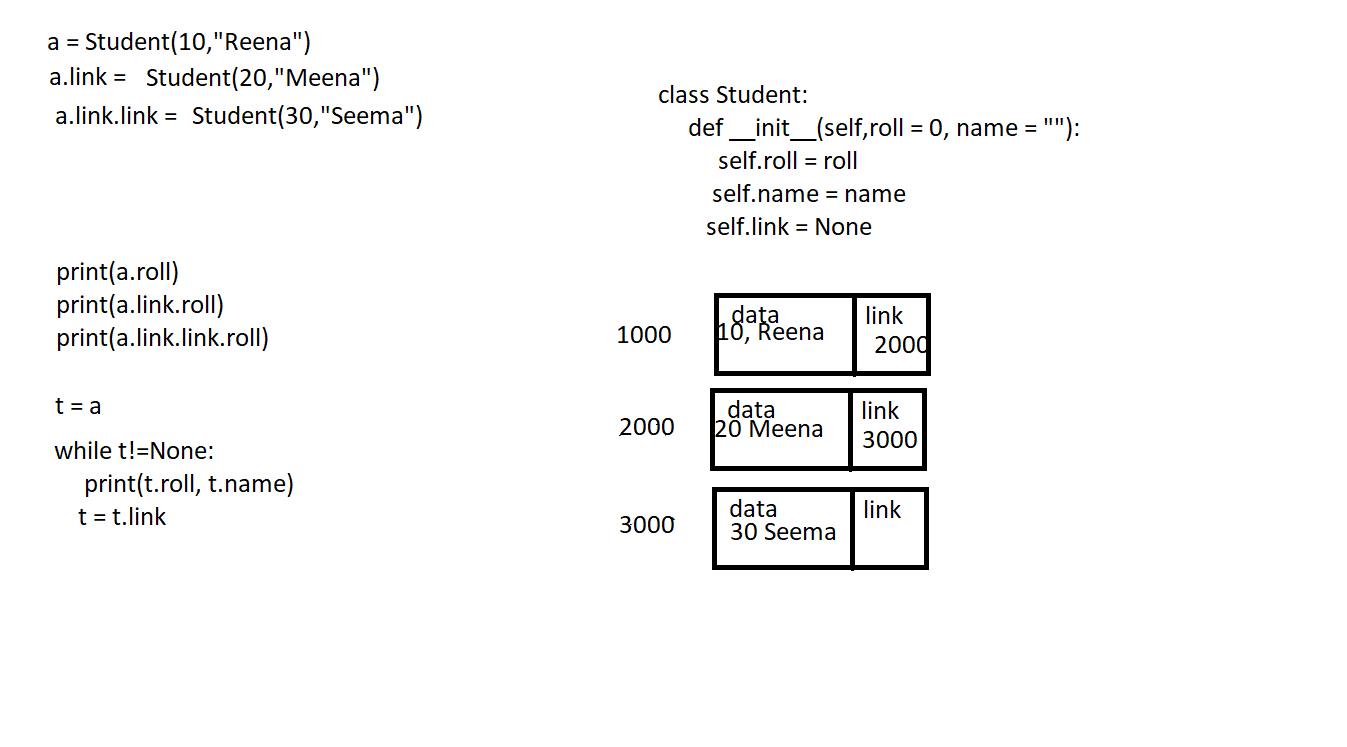 a = Student(10,"Reena")
a.link = Student(20,"Meena")
a.link.link = Student(30,"Seema")
class Student:
def __init__(self,roll = 0, name = ""):
self.roll = roll
self.name = name
self.link = None
print(a.roll)
print(a.link.roll)
print(a.link.link.roll)
t = a
while t!=None:
print(t.roll, t.name)
t = t.link
data link
1000 10, Reena 2000
data link
2000 20 Meena 3000
data link
3000 30 Seema